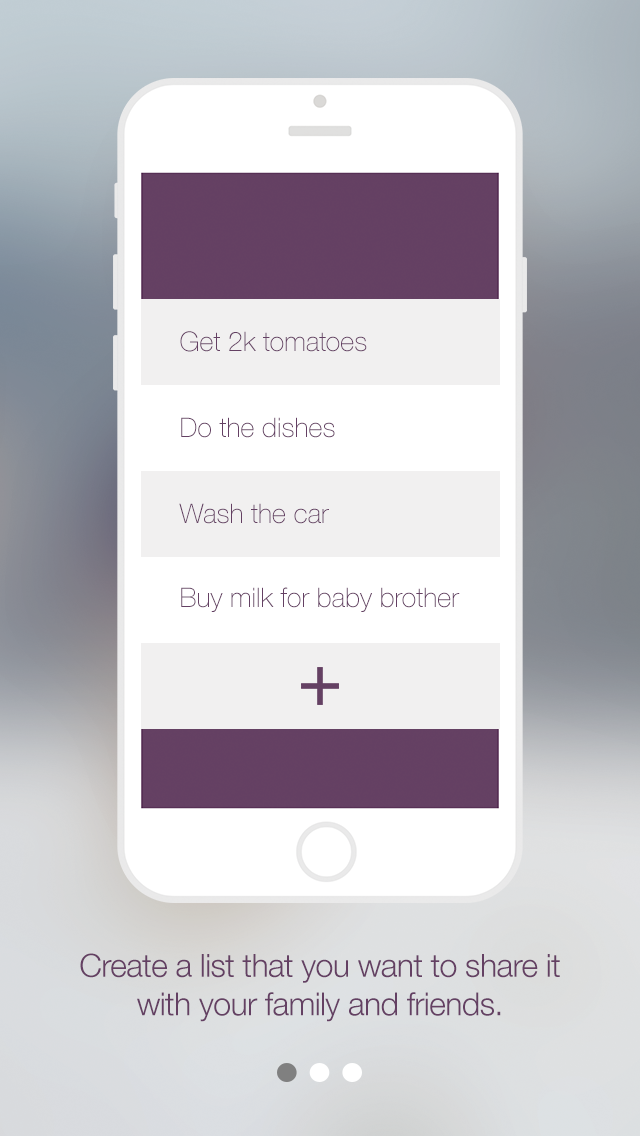 Get 2k tomatoes
Do the dishes
Wash the car
Buy milk for baby brother
+
Create a list that you want to share it
with your family and friends.